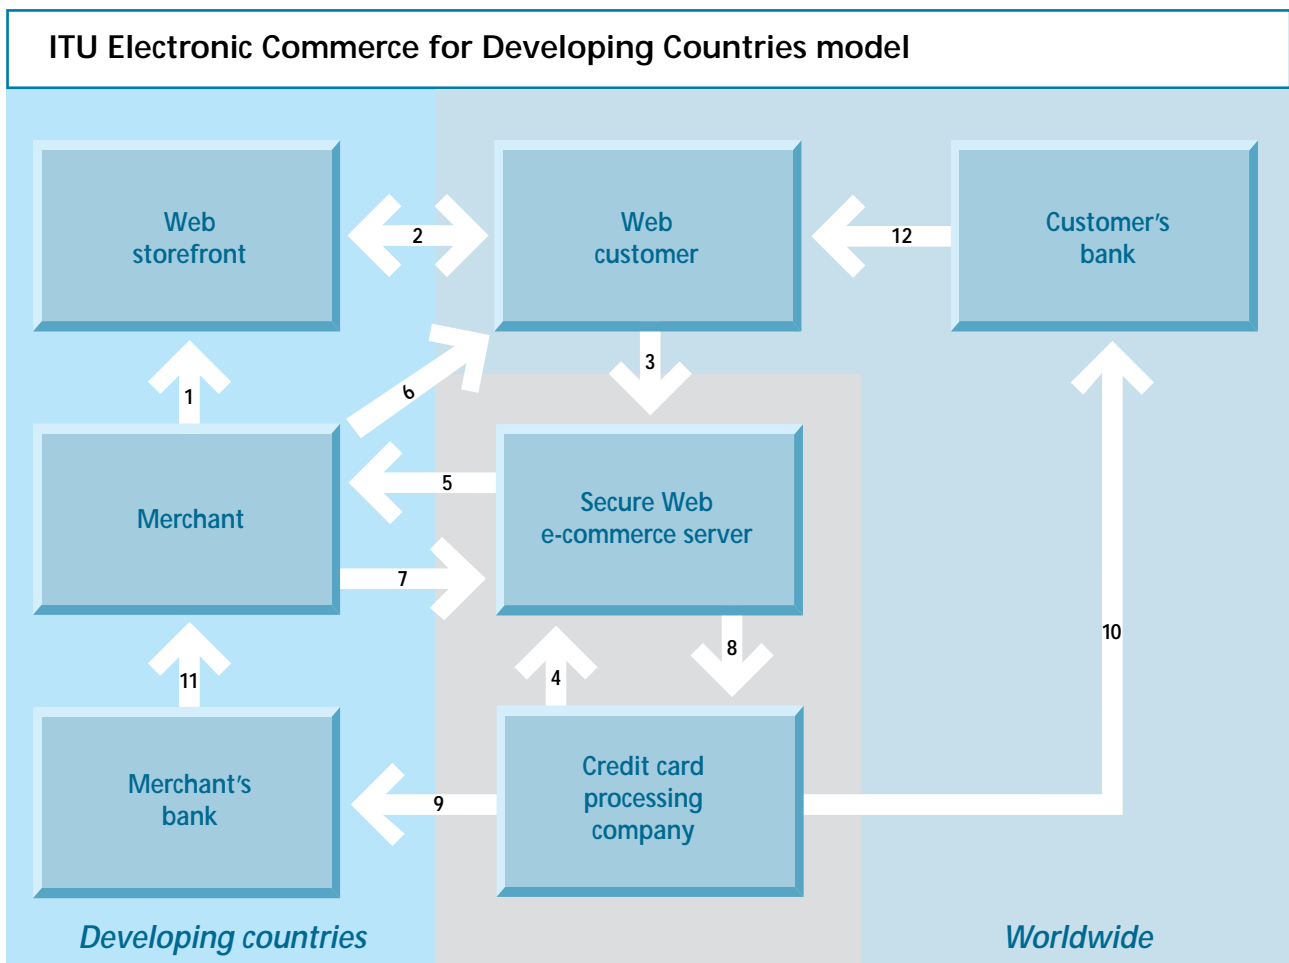 ITU Electronic Commerce for Developing Countries model
Web
storefront
2
Web
customer
12
Customer's
bank
1
6
3
Merchant
5
7
Secure Web
e-commerce server
11
4
8
10
Merchant's
bank
9
Credit card
processing
company
Developing countries
Worldwide